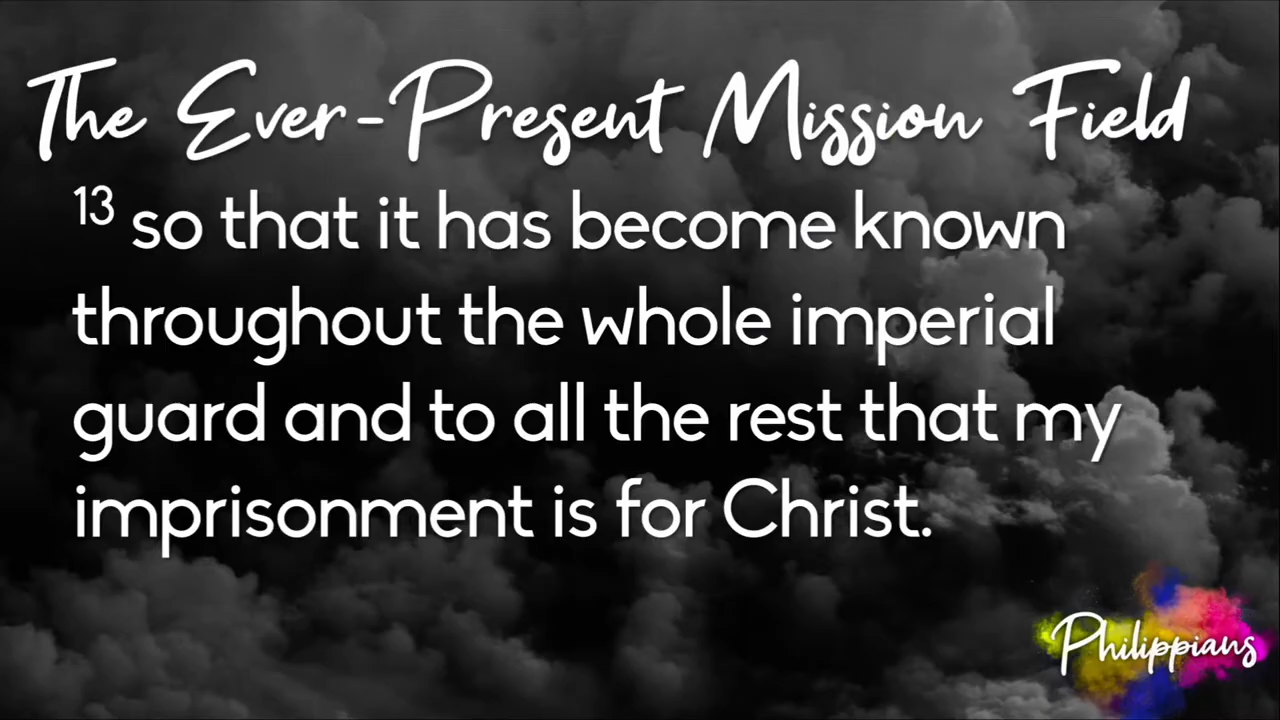 The Ever-Present Mission Field
13 so that it has become known
throughout the whole imperial
guard and to all the rest that my
imprisonment is for Christ.
Philippians